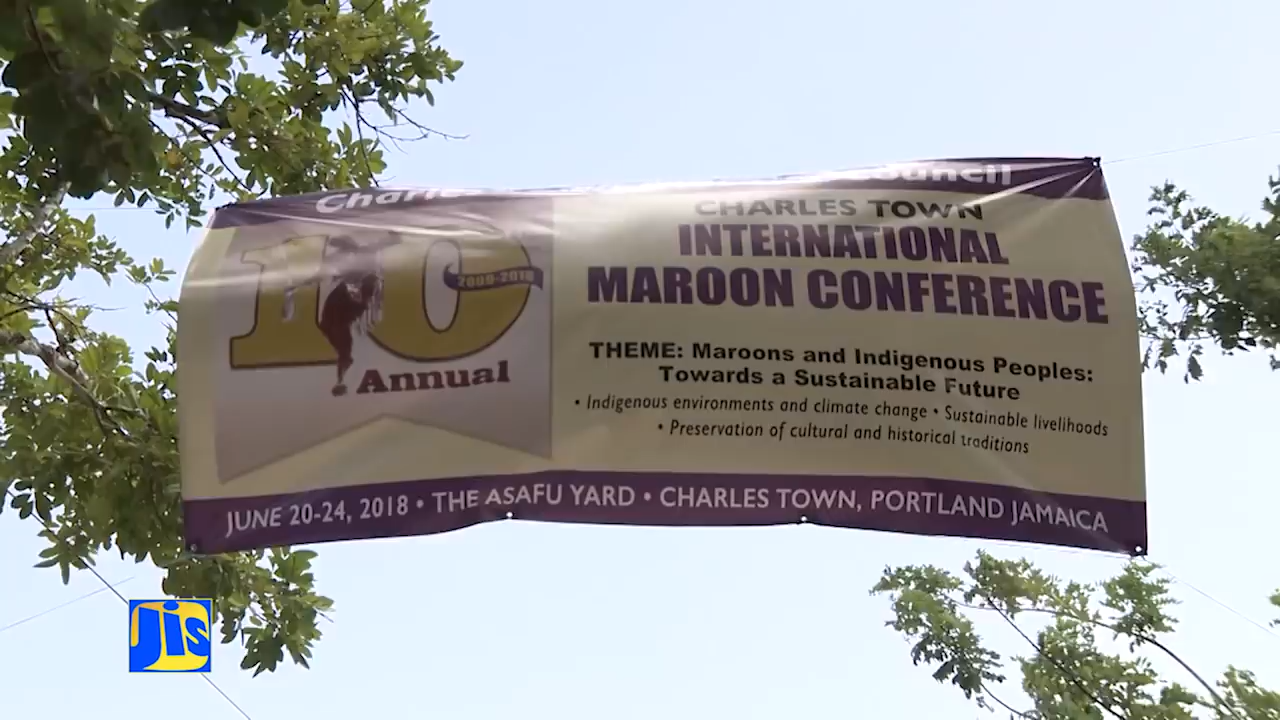 Council
10
2009-2018
Annual
CHARLES TOWN
INTERNATIONAL
MAROON CONFERENCE
THEME: Maroons and Indigenous Peoples:
Towards a Sustainable Future
• Indigenous environments and climate change • Sustainable livelihoods
• Preservation of cultural and historical traditions
JUNE 20-24, 2018 • THE ASAFU YARD • CHARLES TOWN, PORTLAND JAMAICA
jis